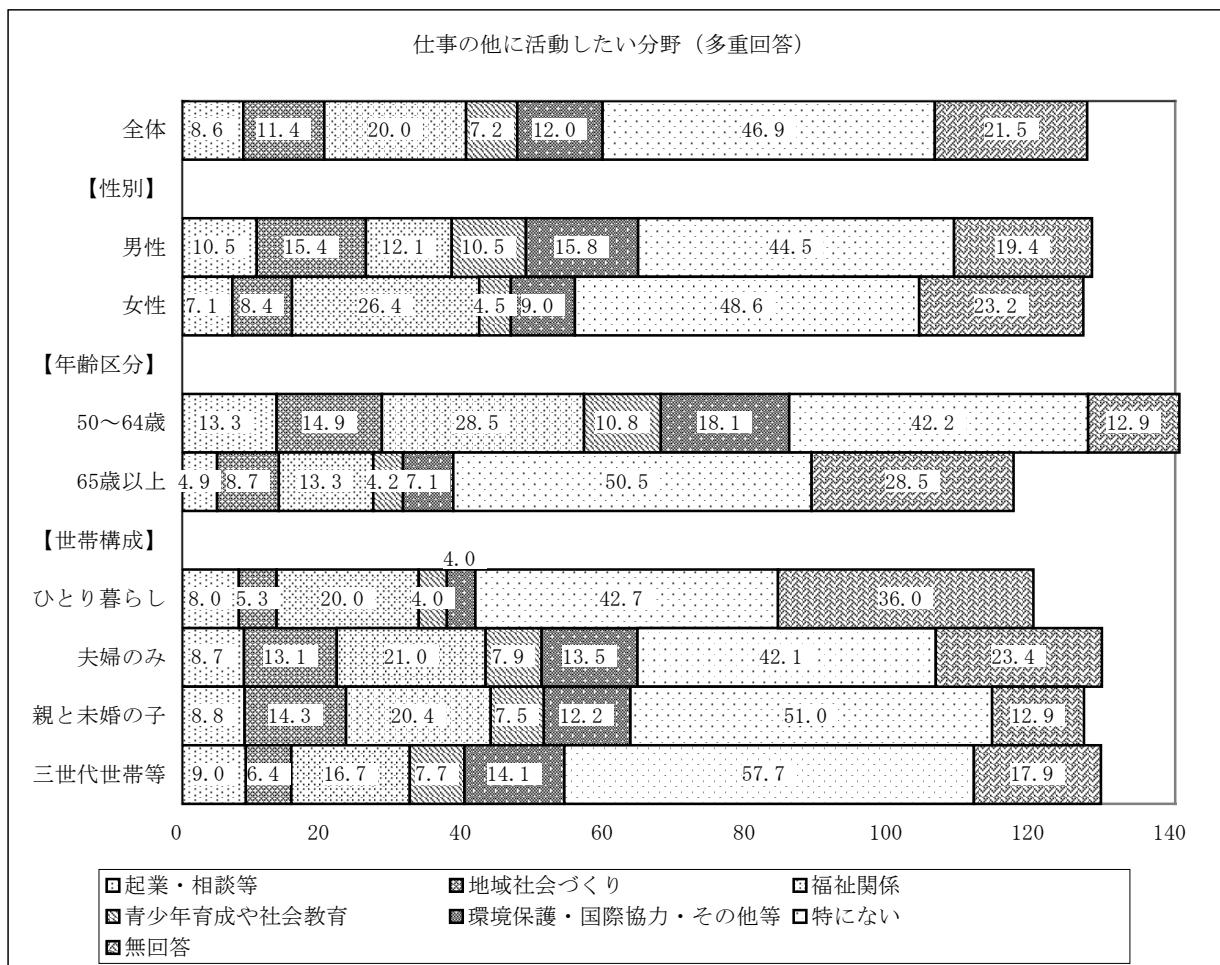 仕事の他に活動したい分野（多重回答）
全体 8.6 11.4 20.0 7.2 12.0 46.9 21.5
【性別】
男性 10.5 15.4 12.1 10.5 15.8 44.5 19.4
女性 7.1 8.4 26.4 4.5 9.0 48.6 23.2
【年齢区分】
50～64歳 13.3 14.9 28.5 10.8 18.1 42.2 12.9
65歳以上 4.9 8.7 13.3 4.2 7.1 50.5 28.5
【世帯構成】
4.0
ひとり暮らし 8.0 5.3 20.0 4.0 42.7 36.0
夫婦のみ 8.7 13.1 21.0 7.9 13.5 42.1 23.4
親と未婚の子 8.8 14.3 20.4 7.5 12.2 51.0 12.9
三世代世帯等 9.0 6.4 16.7 7.7 14.1 57.7 17.9
0 20 40 60 80 100 120 140
起業・相談等 地域社会づくり 福祉関係
青少年育成や社会教育 環境保護・国際協力・その他等 特にない
無回答